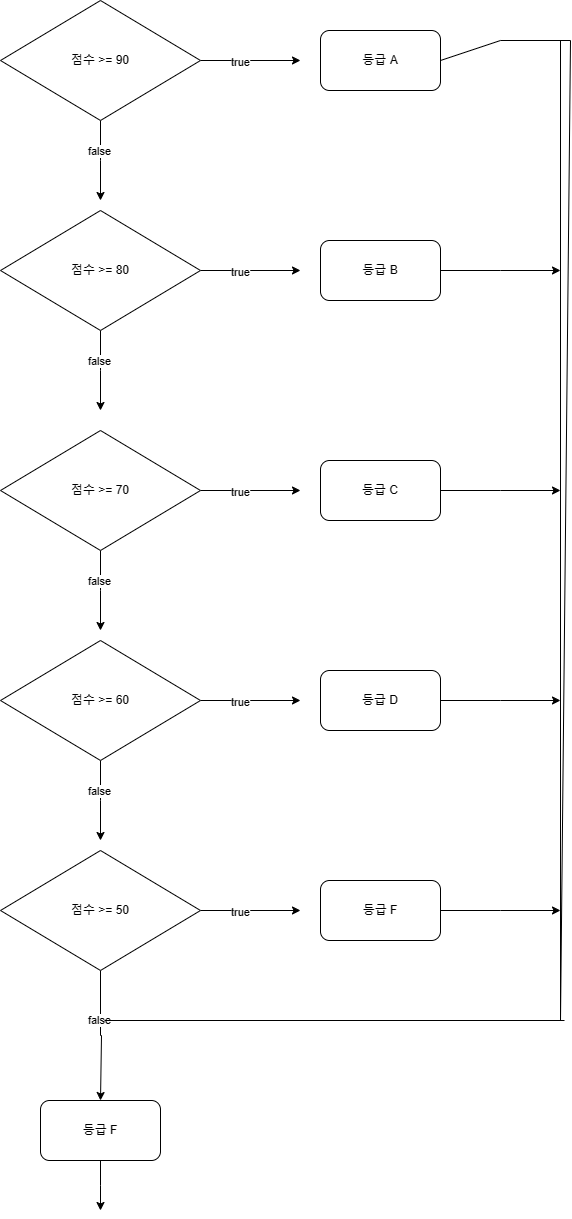 점수 >= 90
true
등급 A
false
점수 >= 80
true
등급 B
false
점수 >= 70
true
등급 C
false
점수 >= 60
true
등급 D
false
점수 >= 50
true
등급 F
false
등급 F